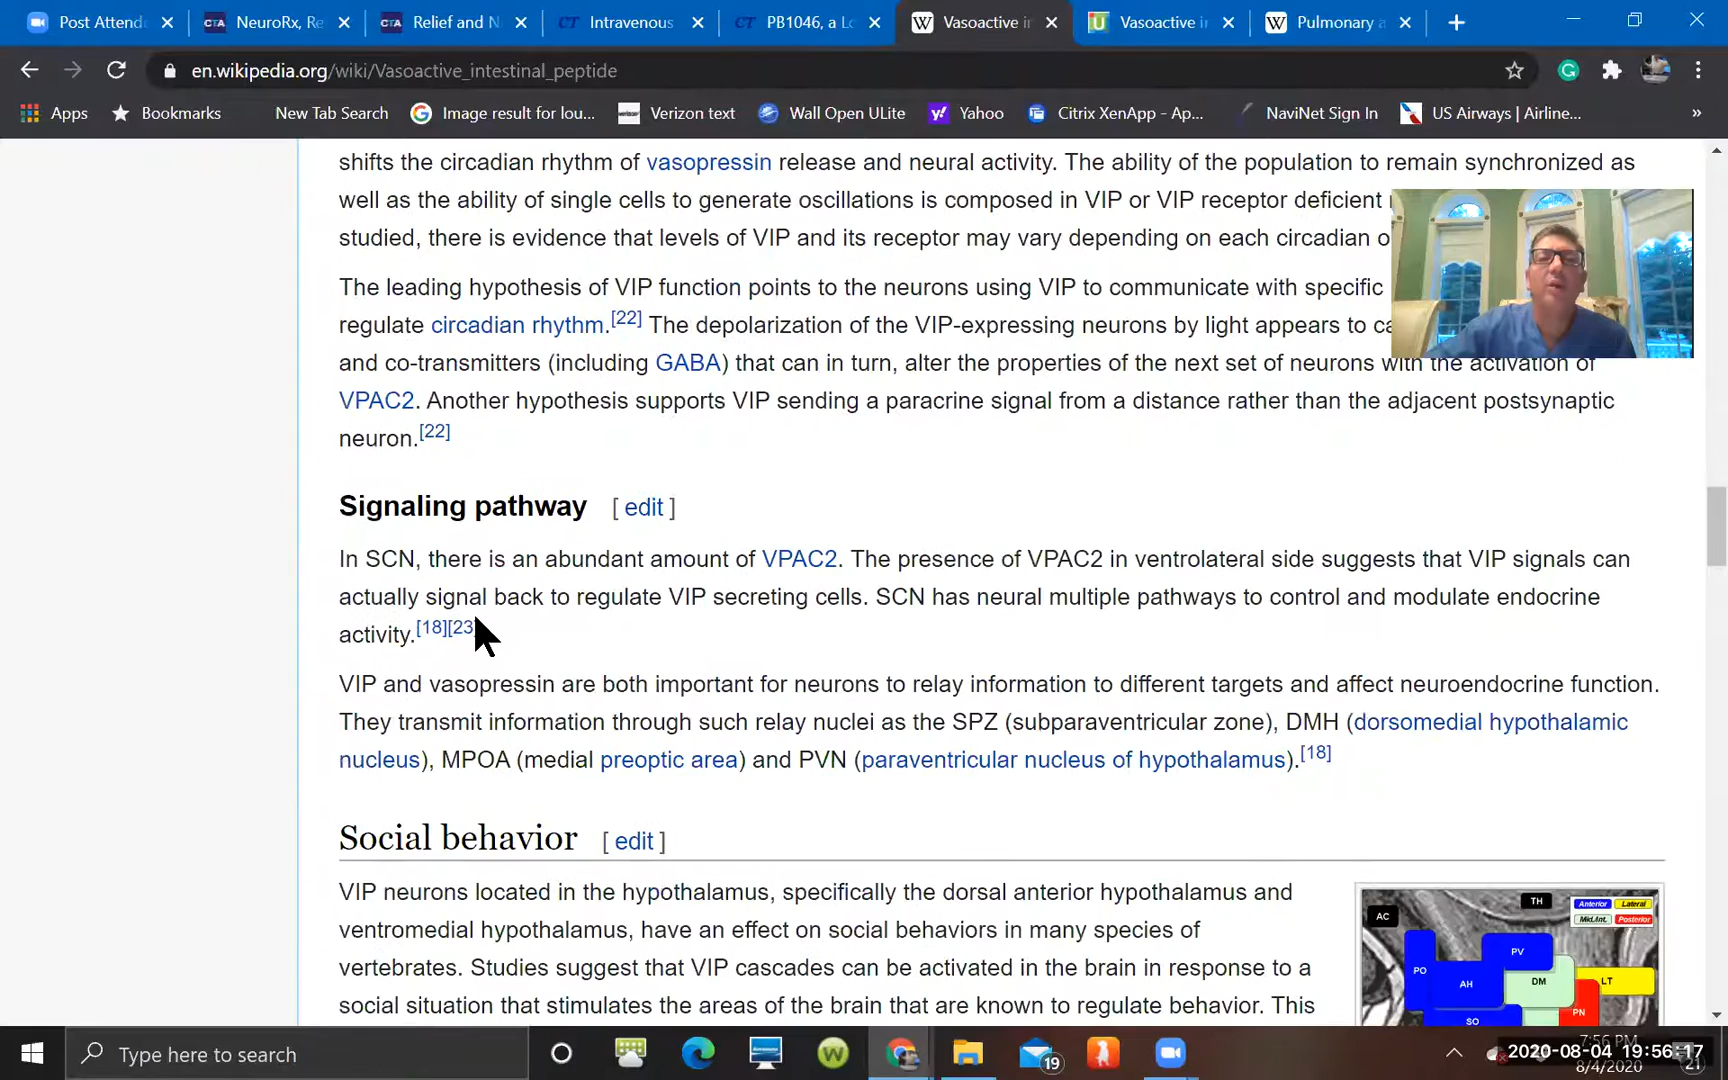 Post Attend
NeuroRx, Re
Relief and N
Intravenous
PB1046, a Lo
Vasoactive in
Vasoactive in
Pulmonary a
en.wikipedia.org/wiki/Vasoactive_intestinal_peptide
Apps
Bookmarks
New Tab Search
Image result for lou...
Verizon text
Wall Open ULite
Yahoo
Citrix XenApp - Ap...
NaviNet Sign In
US Airways | Airline...
shifts the circadian rhythm of vasopressin release and neural activity. The ability of the population to remain synchronized as
well as the ability of single cells to generate oscillations is composed in VIP or VIP receptor deficient
studied, there is evidence that levels of VIP and its receptor may vary depending on each circadian o
The leading hypothesis of VIP function points to the neurons using VIP to communicate with specific
regulate circadian rhythm.[22] The depolarization of the VIP-expressing neurons by light appears to ca
and co-transmitters (including GABA) that can in turn, alter the properties of the next set of neurons with the activation of
VPAC2. Another hypothesis supports VIP sending a paracrine signal from a distance rather than the adjacent postsynaptic
neuron.[22]
Signaling pathway [ edit ]
In SCN, there is an abundant amount of VPAC2. The presence of VPAC2 in ventrolateral side suggests that VIP signals can
actually signal back to regulate VIP secreting cells. SCN has neural multiple pathways to control and modulate endocrine
activity.[18][23
VIP and vasopressin are both important for neurons to relay information to different targets and affect neuroendocrine function.
They transmit information through such relay nuclei as the SPZ (subparaventricular zone), DMH (dorsomedial hypothalamic
nucleus), MPOA (medial preoptic area) and PVN (paraventricular nucleus of hypothalamus).[18]
Social behavior [ edit ]
VIP neurons located in the hypothalamus, specifically the dorsal anterior hypothalamus and
ventromedial hypothalamus, have an effect on social behaviors in many species of
vertebrates. Studies suggest that VIP cascades can be activated in the brain in response to a
social situation that stimulates the areas of the brain that are known to regulate behavior. This
TH
AC
Anterior
Lateral
Mid.Int.
Posterior
PV
PO
AH
DM
LT
SO
PN
Type here to search
19
7:56 PM
2020-08-04 19:56:17
8/4/2020
21